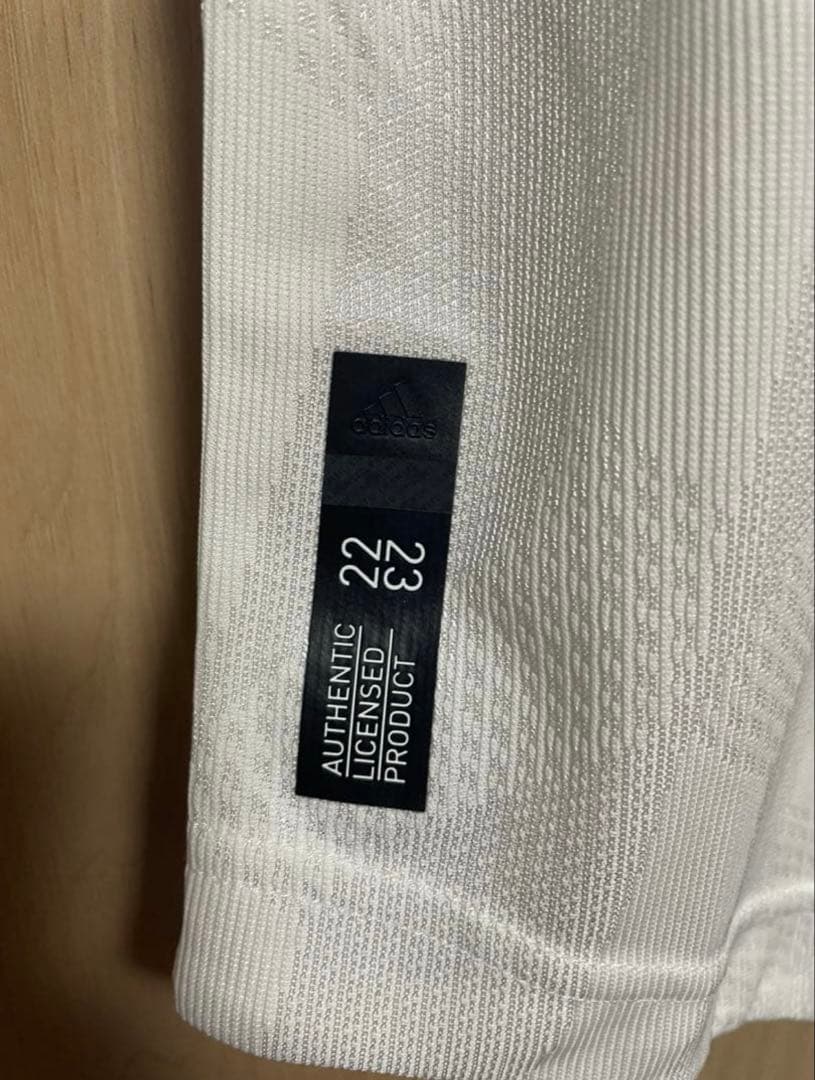 adidas
22
23
AUTHENTIC
LICENSED
PRODUCT